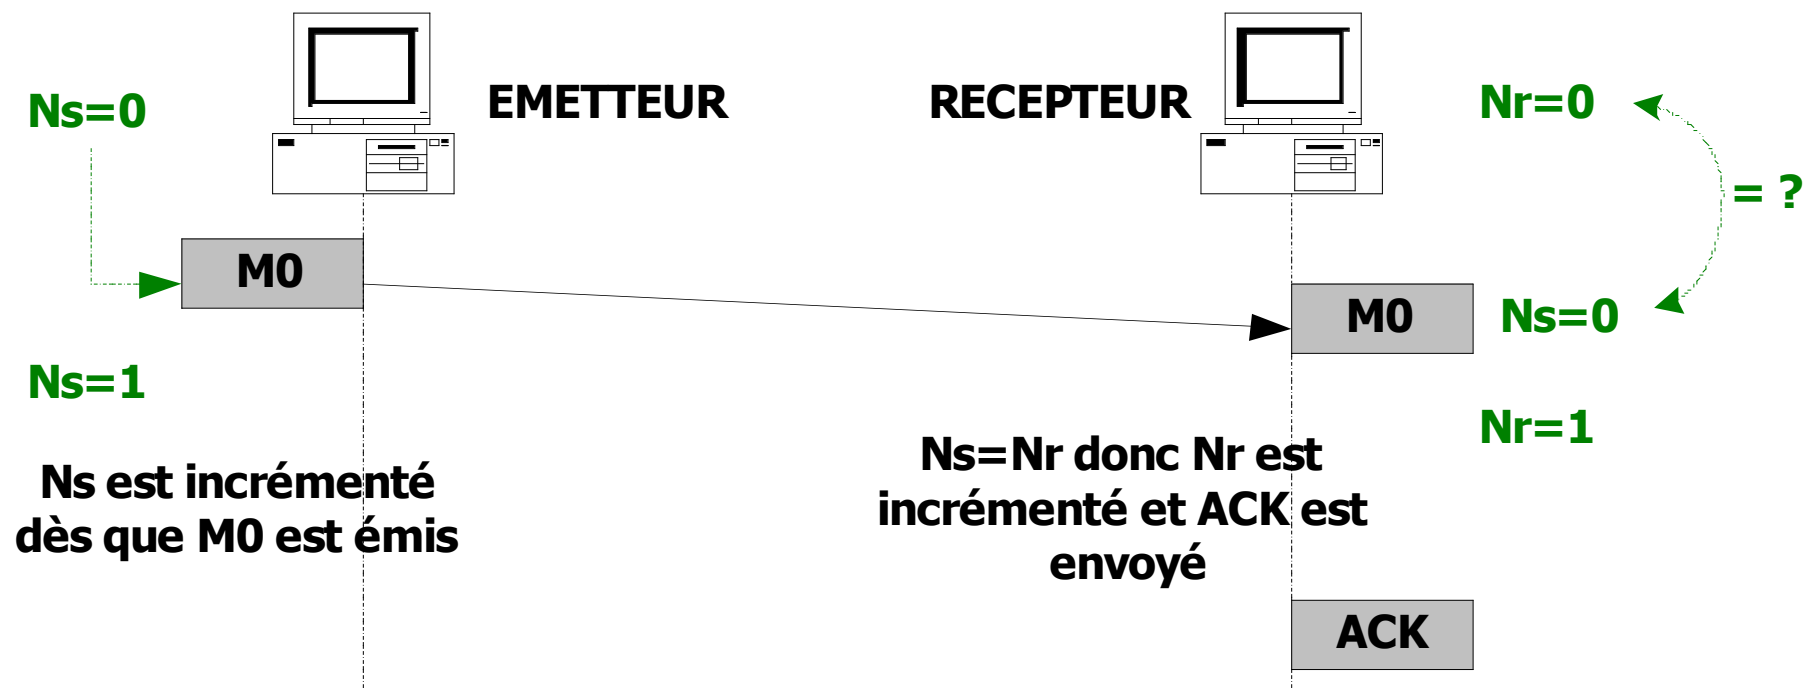 Ns=0
EMETTEUR
RECEPTEUR
Nr=0
= ?
M0
M0
Ns=0
Ns=1
Nr=1
Ns est incrémenté
dès que M0 est émis
Ns=Nr donc Nr est
incrémenté et ACK est
envoyé
ACK